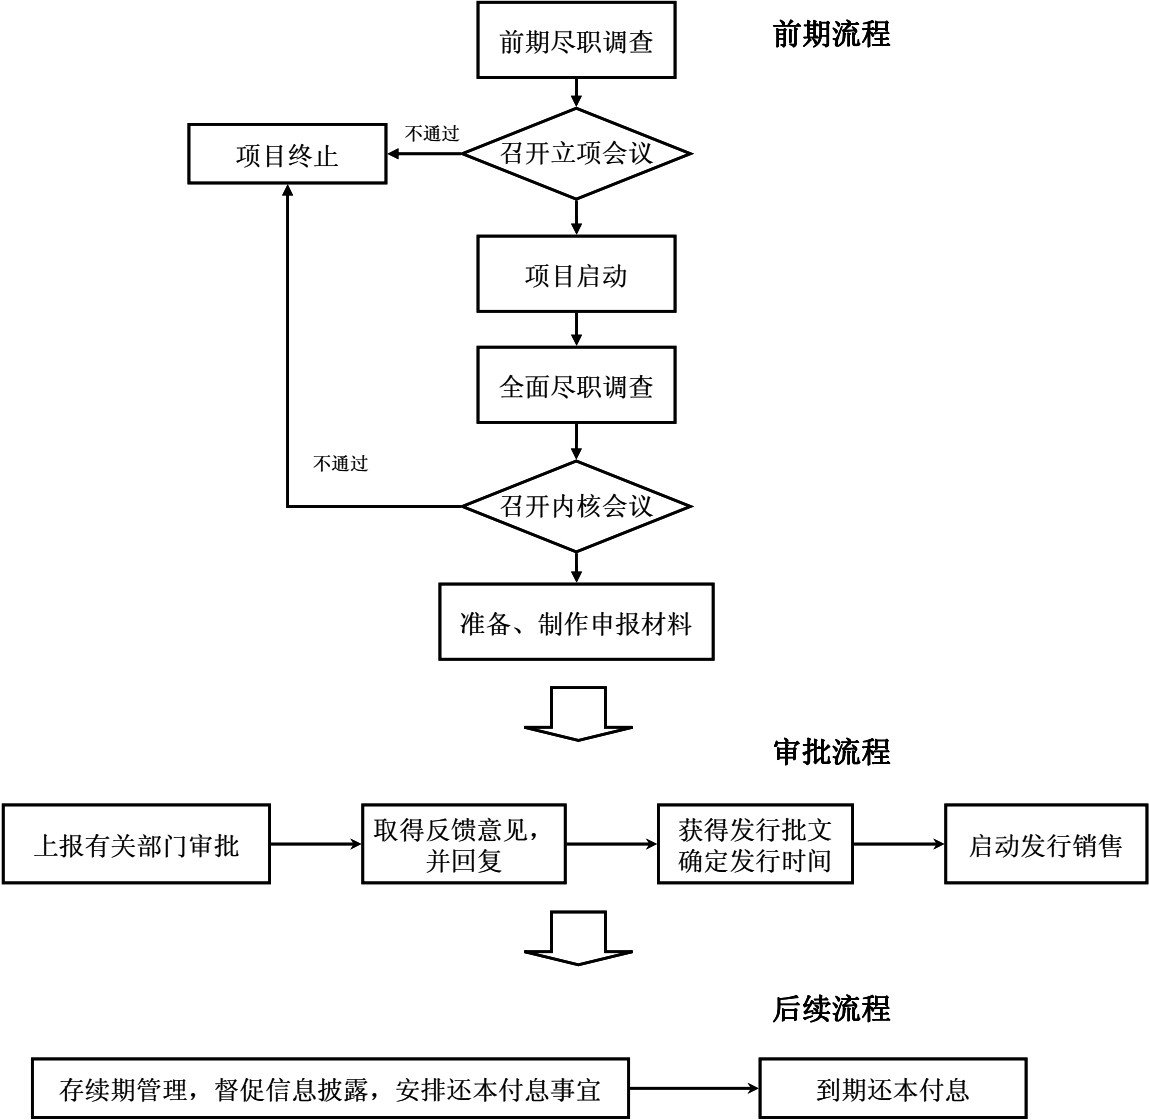 前期流程
前期尽职调查
召开立项会议
不通过
项目终止
项目启动
全面尽职调查
召开内核会议
不通过
准备、制作申报材料
审批流程
上报有关部门审批
取得反馈意见，
并回复
获得发行批文
确定发行时间
启动发行销售
后续流程
存续期管理，督促信息披露，安排还本付息事宜
到期还本付息